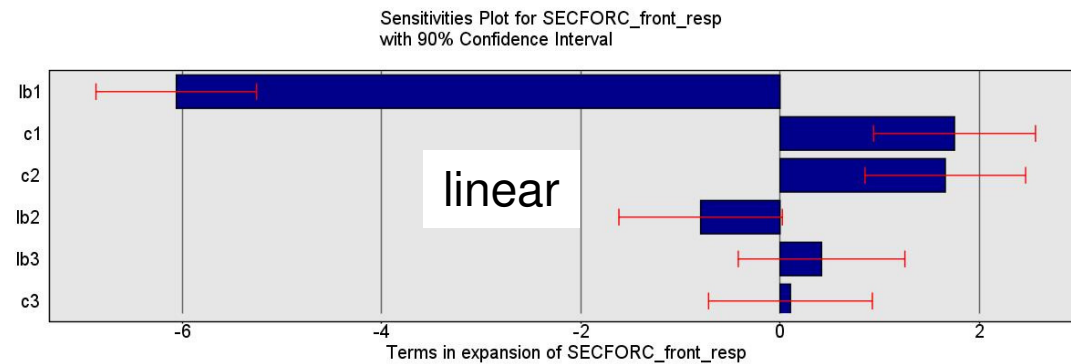 Sensitivities Plot for SECFORC_front_resp
with 90% Confidence Interval
lb1
c1
c2
linear
lb2
lb3
c3
-6 -4 -2 0 2
Terms in expansion of SECFORC_front_resp